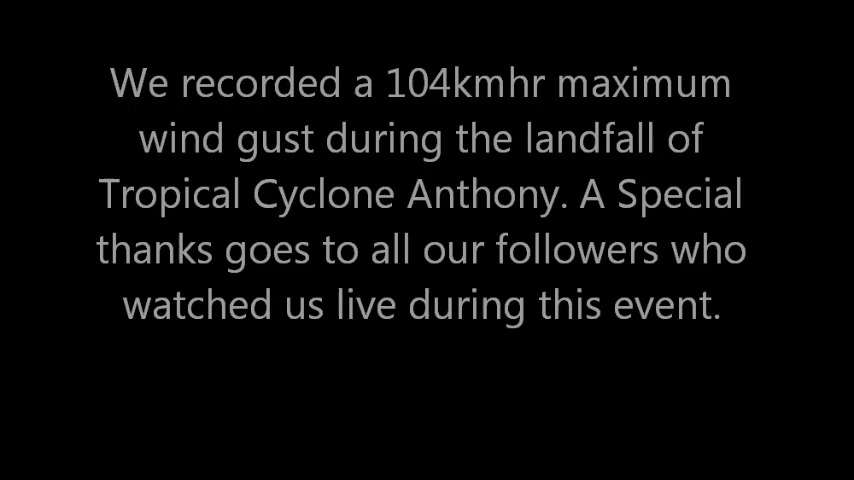 We recorded a 104kmhr maximum
wind gust during the landfall of
Tropical Cyclone Anthony. A Special
thanks goes to all our followers who
watched us live during this event.